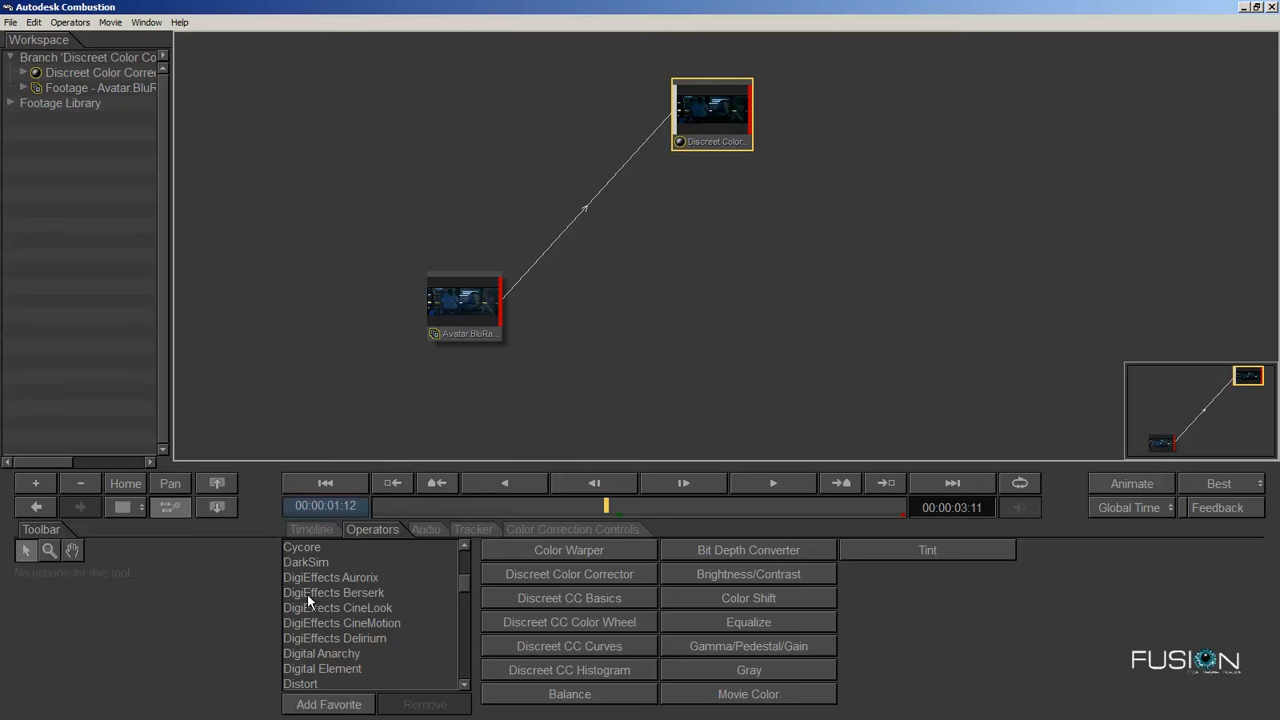 Autodesk Combustion
File Edit Operators Movie Window Help
Workspace
Branch 'Discreet Color Co
Discreet Color Correc
Footage - Avatar.BluR
Footage Library
Discreet Color...
Avatar.BluRa...
+ - Home Pan
00:00:01:12
00:00:03:11
Animate Best
Global Time Feedback
Toolbar
No options for this tool...
Timeline Operators Audio Tracker Color Correction Controls
Cycore
DarkSim
DigiEffects Aurorix
DigiEffects Berserk
DigiEffects CineLook
DigiEffects CineMotion
DigiEffects Delirium
Digital Anarchy
Digital Element
Distort
Add Favorite Remove
Color Warper Bit Depth Converter Tint
Discreet Color Corrector Brightness/Contrast
Discreet CC Basics Color Shift
Discreet CC Color Wheel Equalize
Discreet CC Curves Gamma/Pedestal/Gain
Discreet CC Histogram Gray
Balance Movie Color
FUSION